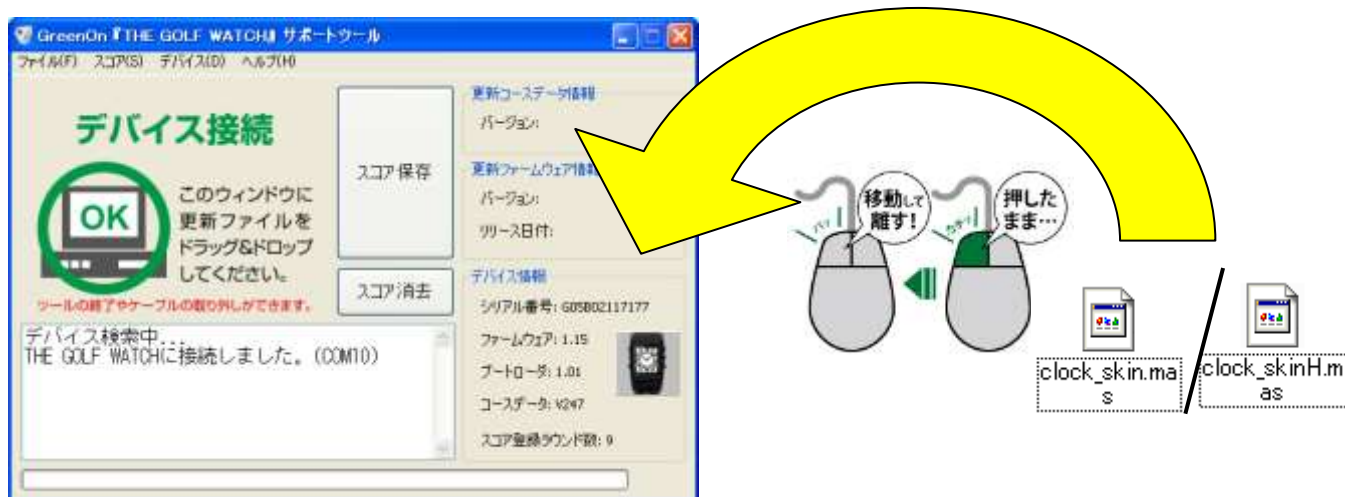 GreenOn『THE GOLF WATCH』サポートツール
ファイル(F) スコア(S) デバイス(D) ヘルプ(H)
デバイス接続
OK
このウィンドウに
更新ファイルを
ドラッグ&ドロップ
してください。
ツールの終了やケーブルの取り外しができます。
スコア保存
スコア消去
更新コースデータ情報
バージョン:
更新ファームウェア情報
バージョン:
リリース日付:
デバイス情報
シリアル番号: G05B02117177
ファームウェア: 1.15
ブートローダ: 1.01
コースデータ: V247
スコア登録ラウンド数: 9
デバイス検索中...
THE GOLF WATCHに接続しました。(COM10)
移動して
離す!
パッ!
押した
まま…
カチッ!
clock_skin.ma
s
clock_skinH.m
as